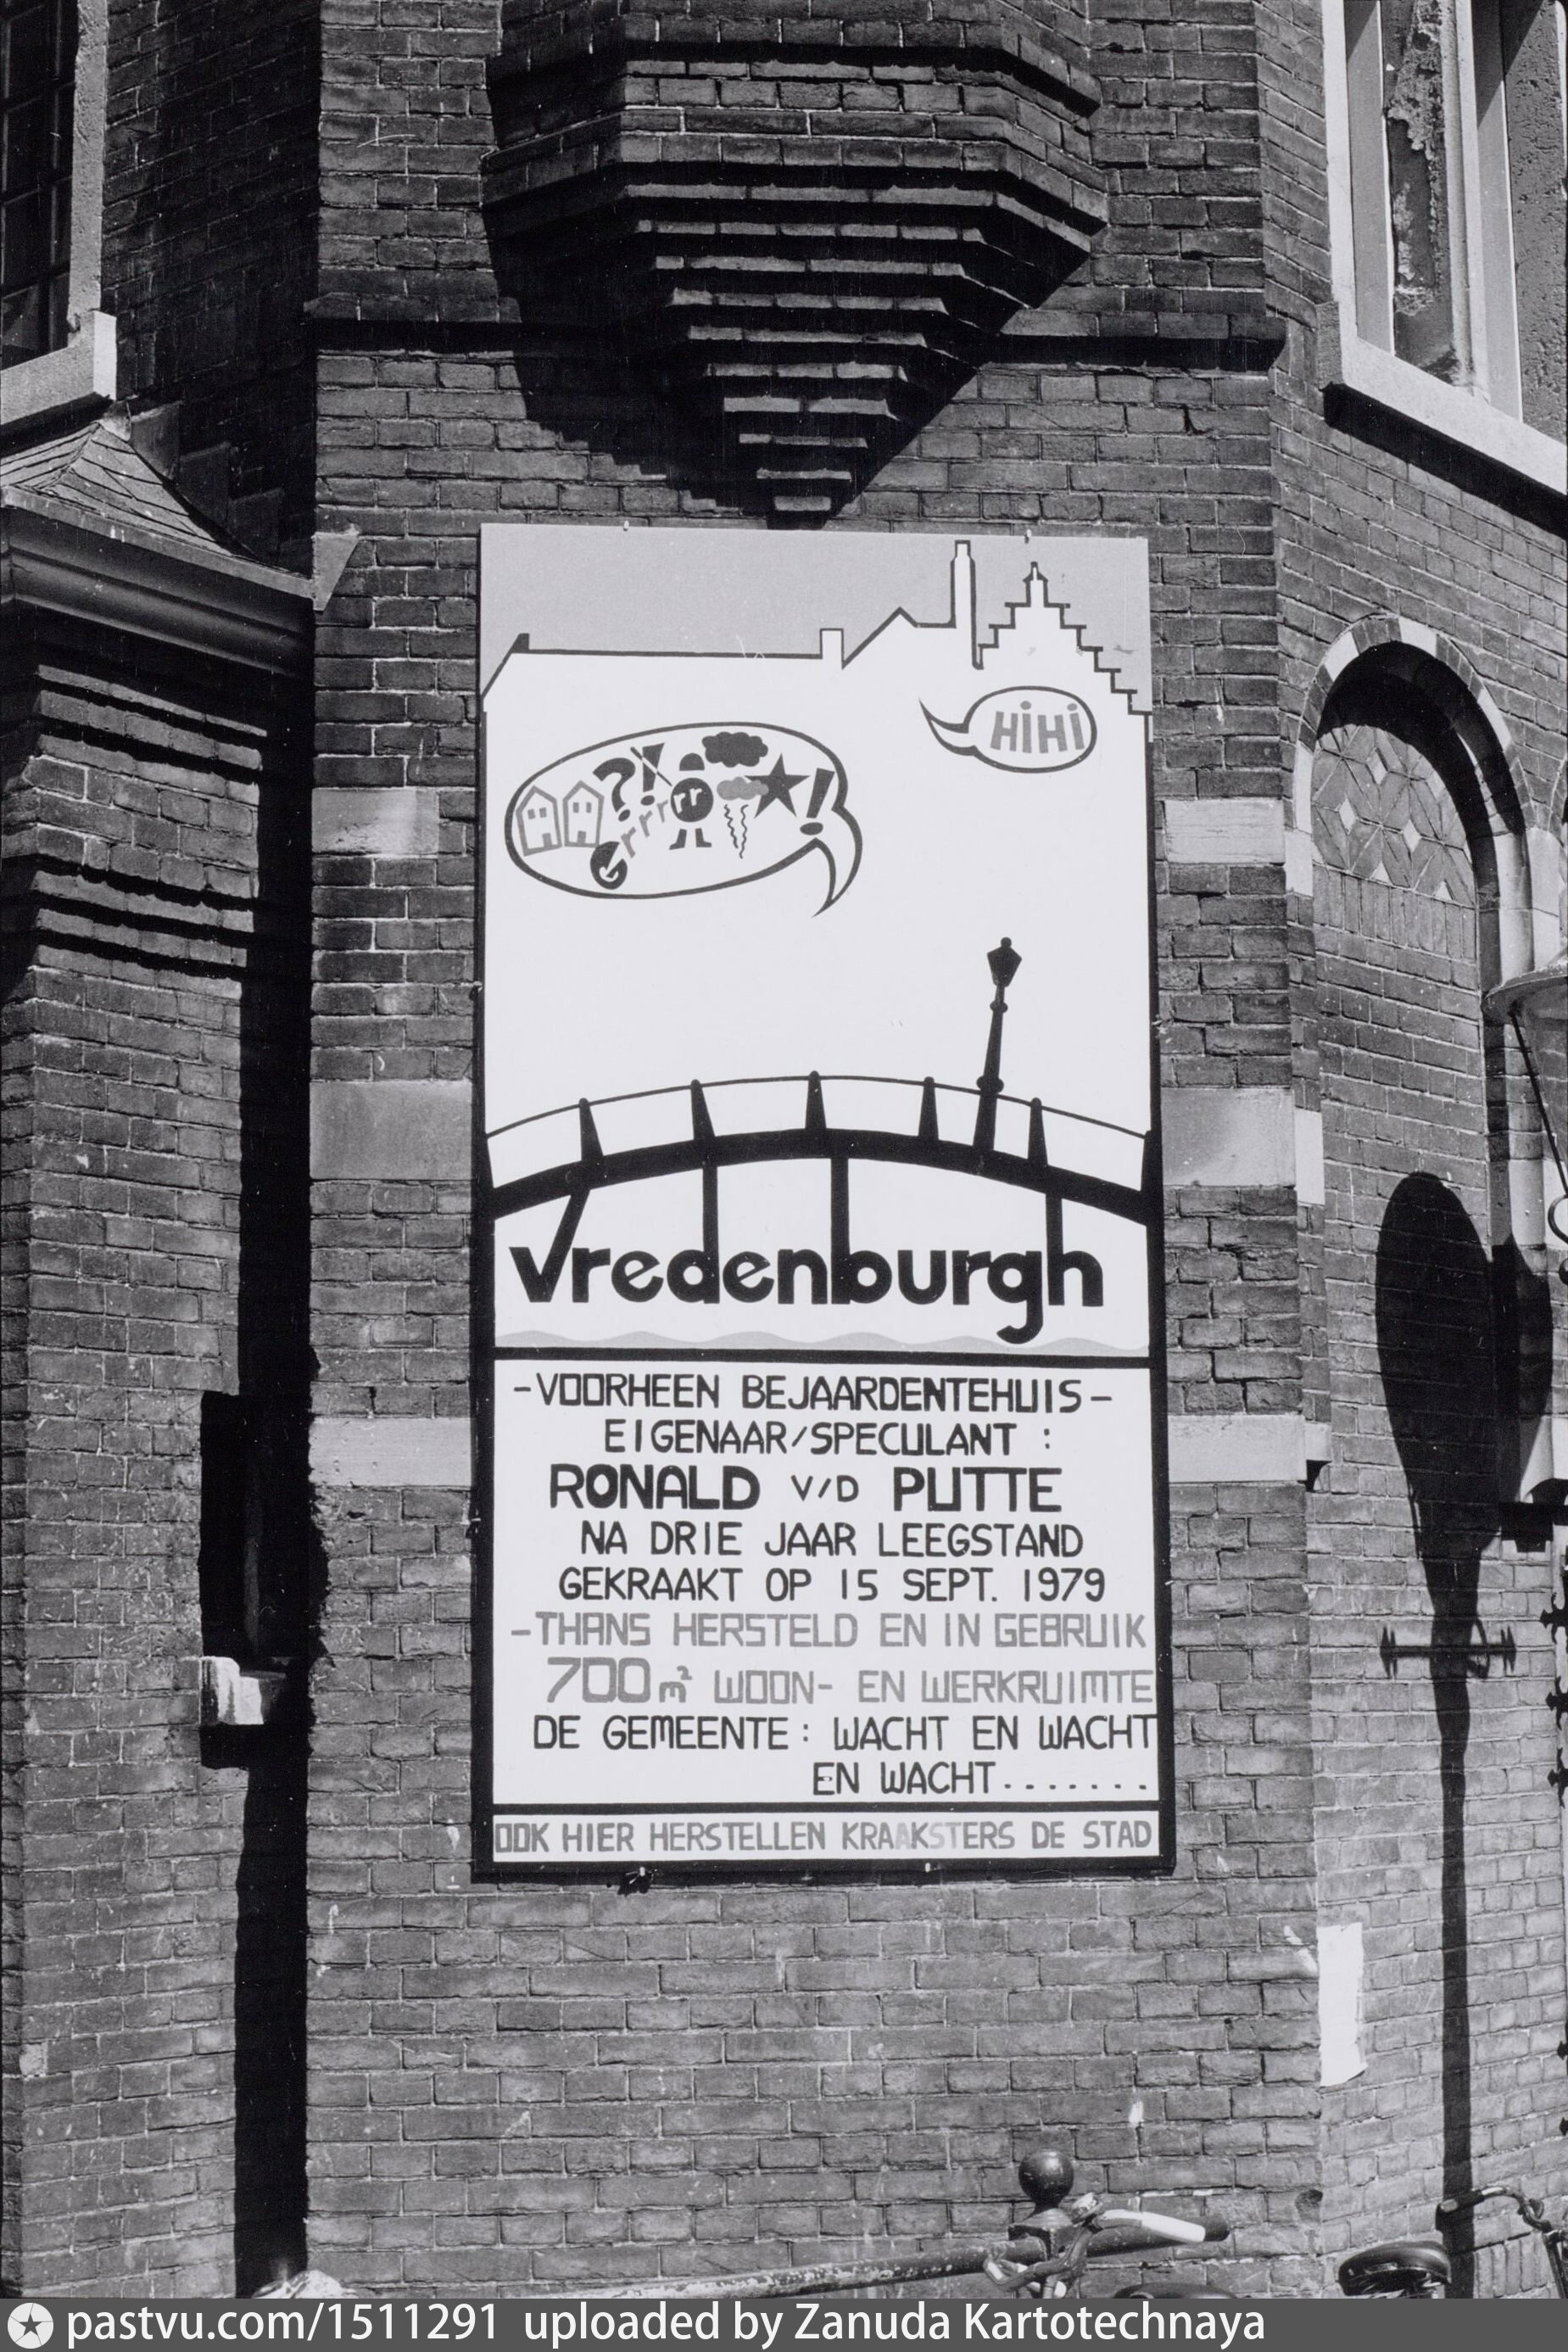 HiHi
?!
Grrrrr
!
vredenburgh
-VOORHEEN BEJAARDENTEHUIS-
EIGENAAR/SPECULANT :
RONALD V/D PUTTE
NA DRIE JAAR LEEGSTAND
GEKRAAKT OP 15 SEPT. 1979
-THANS HERSTELD EN IN GEBRUIK
700 m² WOON- EN WERKRUIMTE
DE GEMEENTE: WACHT EN WACHT
EN WACHT.......
OOK HIER HERSTELLEN KRAAKSTERS DE STAD
pastvu.com/1511291 uploaded by Zanuda Kartotechnaya